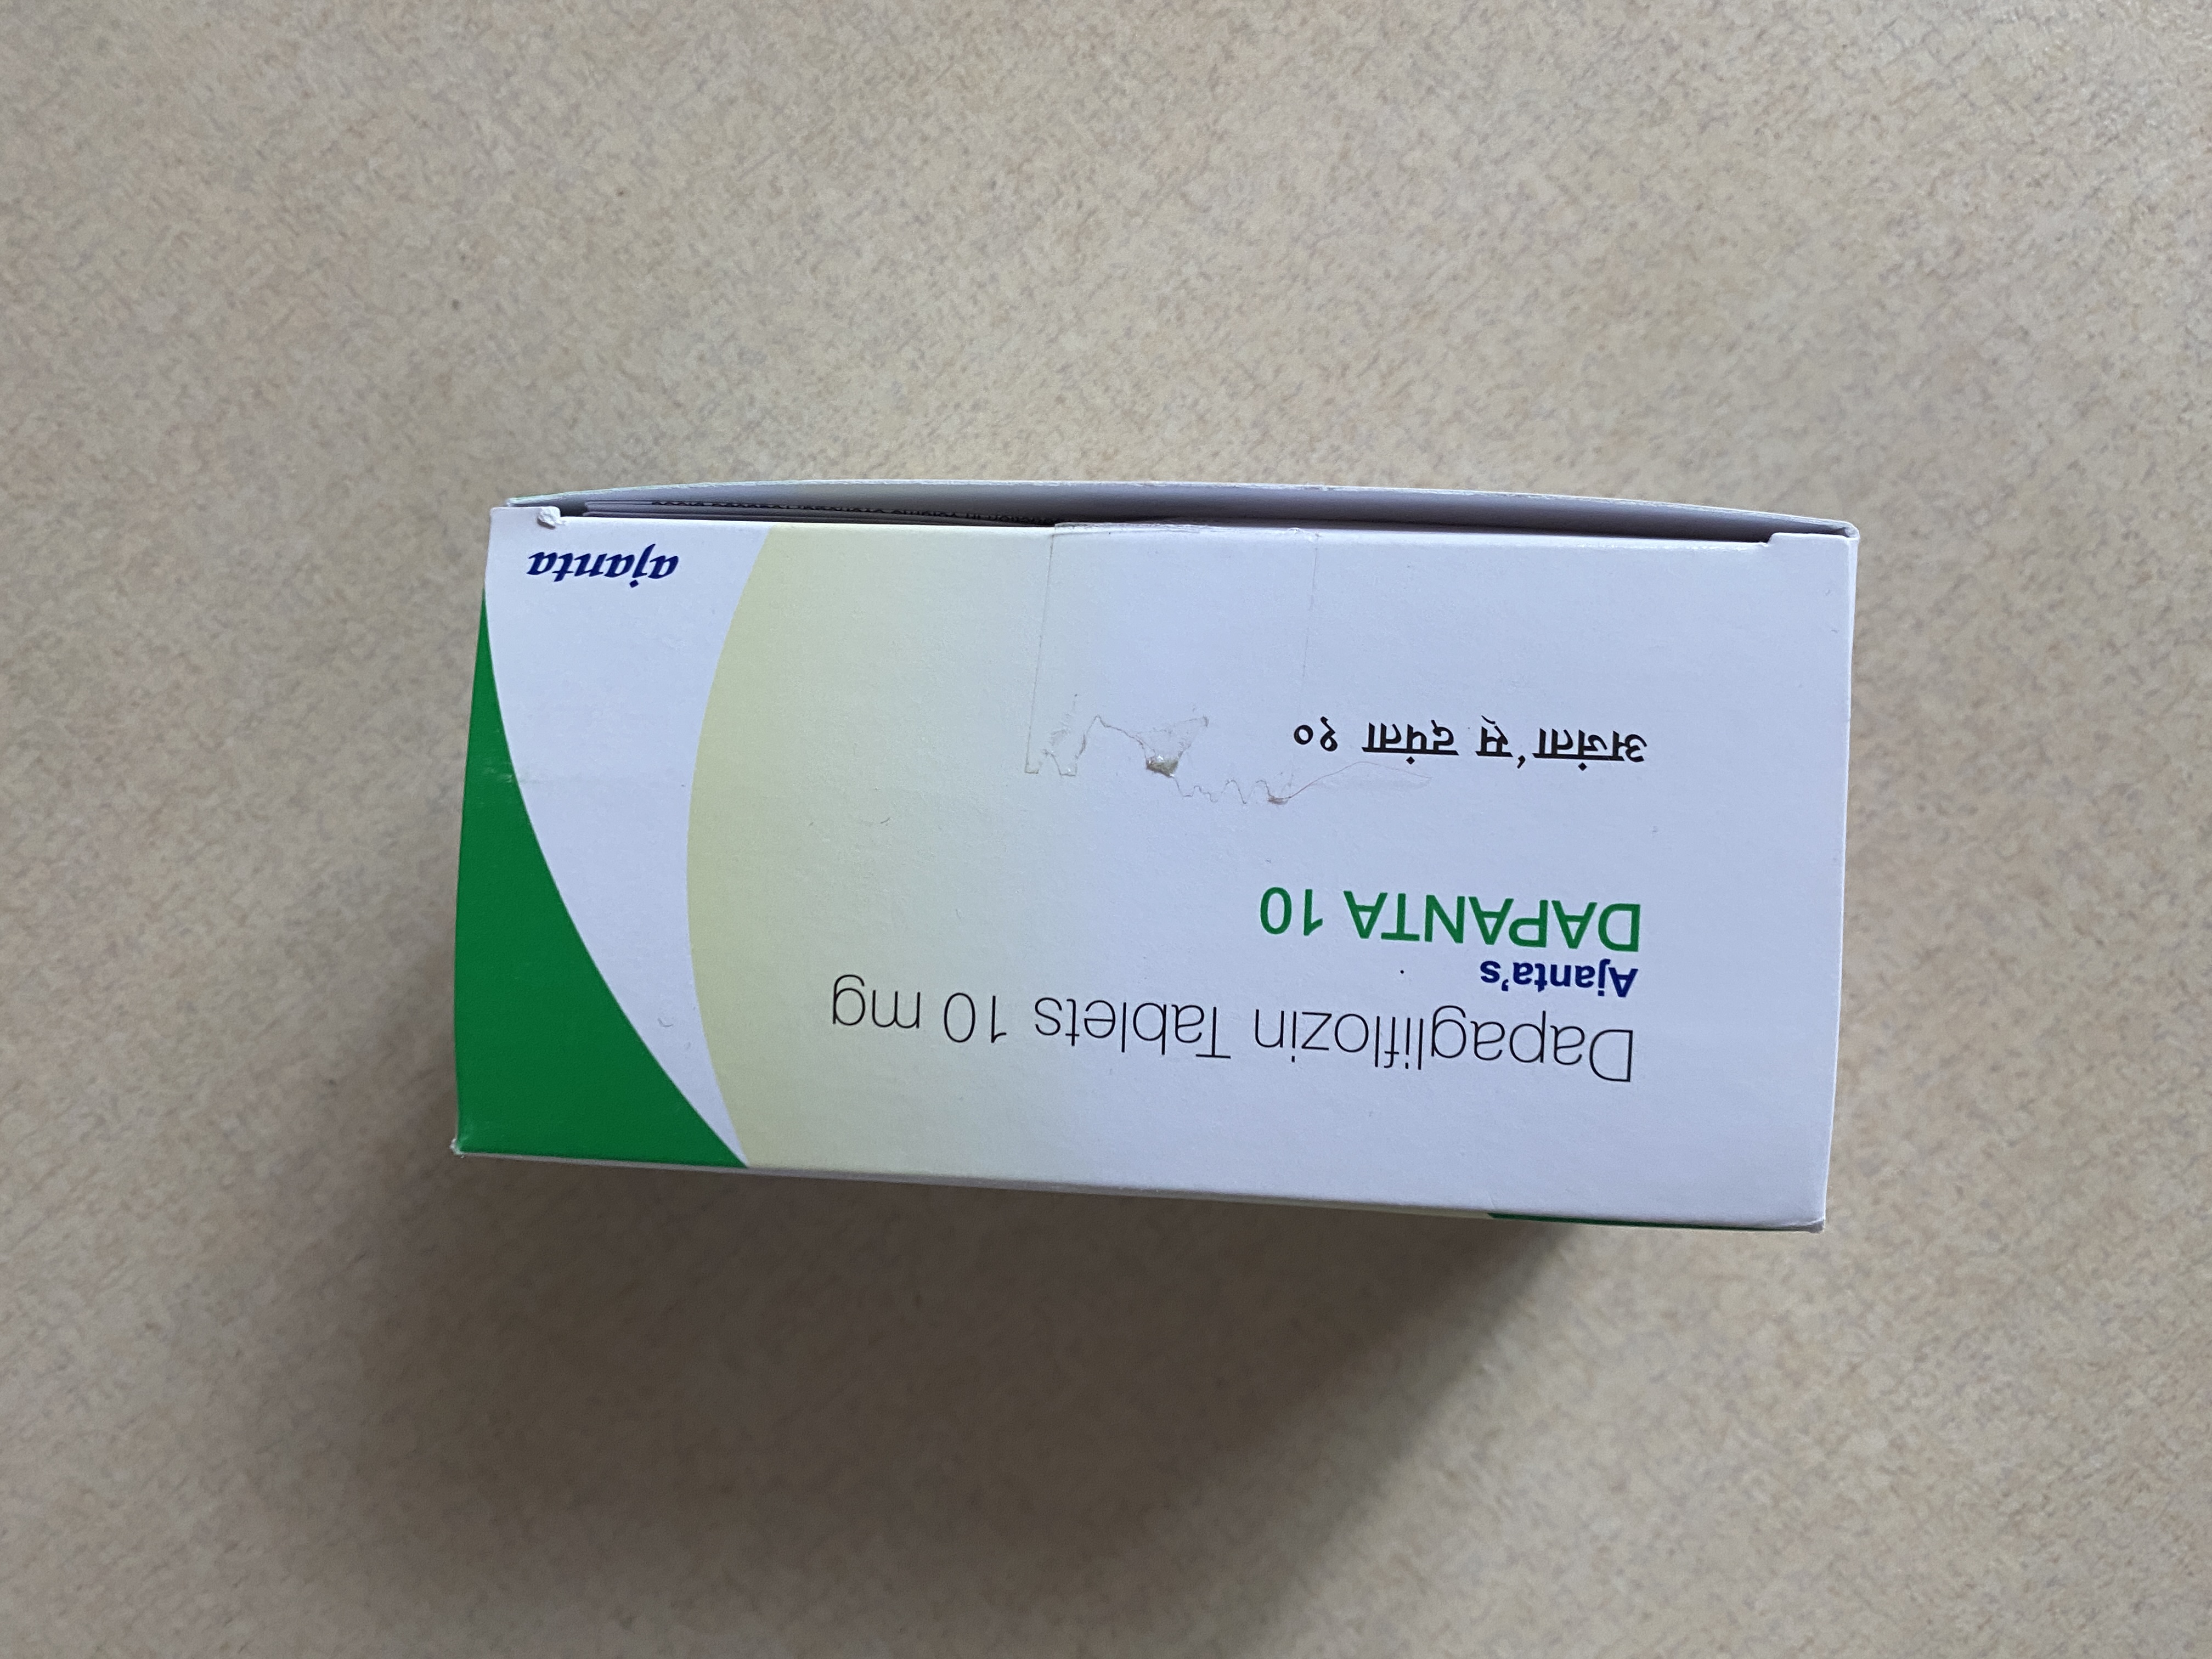 Dapagliflozin Tablets 10 mg
Ajanta's
DAPANTA 10
अजंता'स् दपंता १०
ajanta